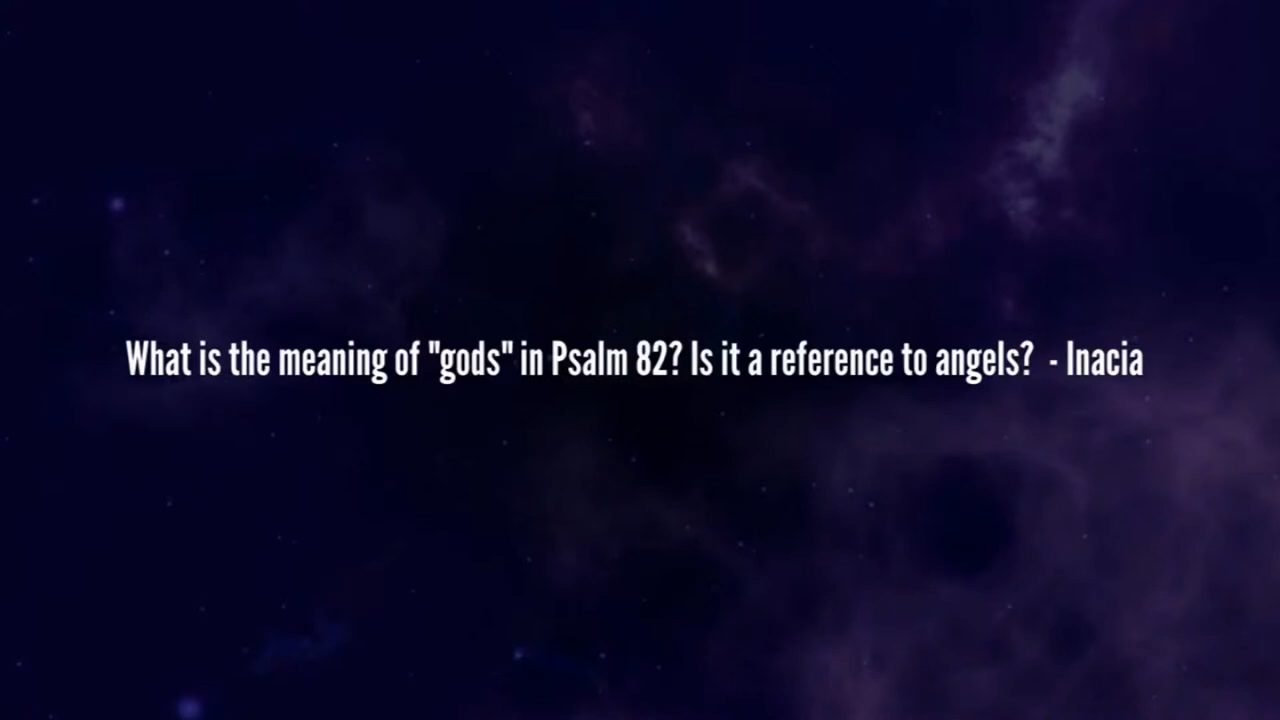 What is the meaning of "gods" in Psalm 82? Is it a reference to angels?  - Inacia